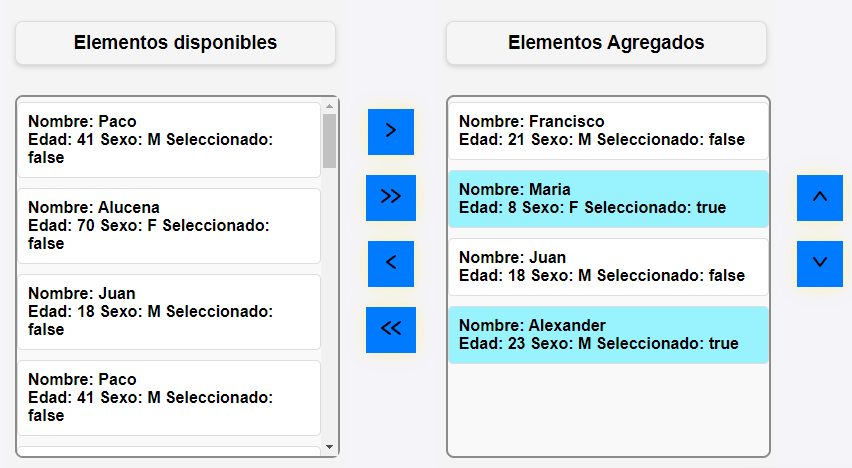 Elementos disponibles
Nombre: Paco
Edad: 41 Sexo: M Seleccionado:
false
Nombre: Alucena
Edad: 70 Sexo: F Seleccionado:
false
Nombre: Juan
Edad: 18 Sexo: M Seleccionado:
false
Nombre: Paco
Edad: 41 Sexo: M Seleccionado:
false
>
>>
<
<<
Elementos Agregados
Nombre: Francisco
Edad: 21 Sexo: M Seleccionado: false
Nombre: Maria
Edad: 8 Sexo: F Seleccionado: true
Nombre: Juan
Edad: 18 Sexo: M Seleccionado: false
Nombre: Alexander
Edad: 23 Sexo: M Seleccionado: true